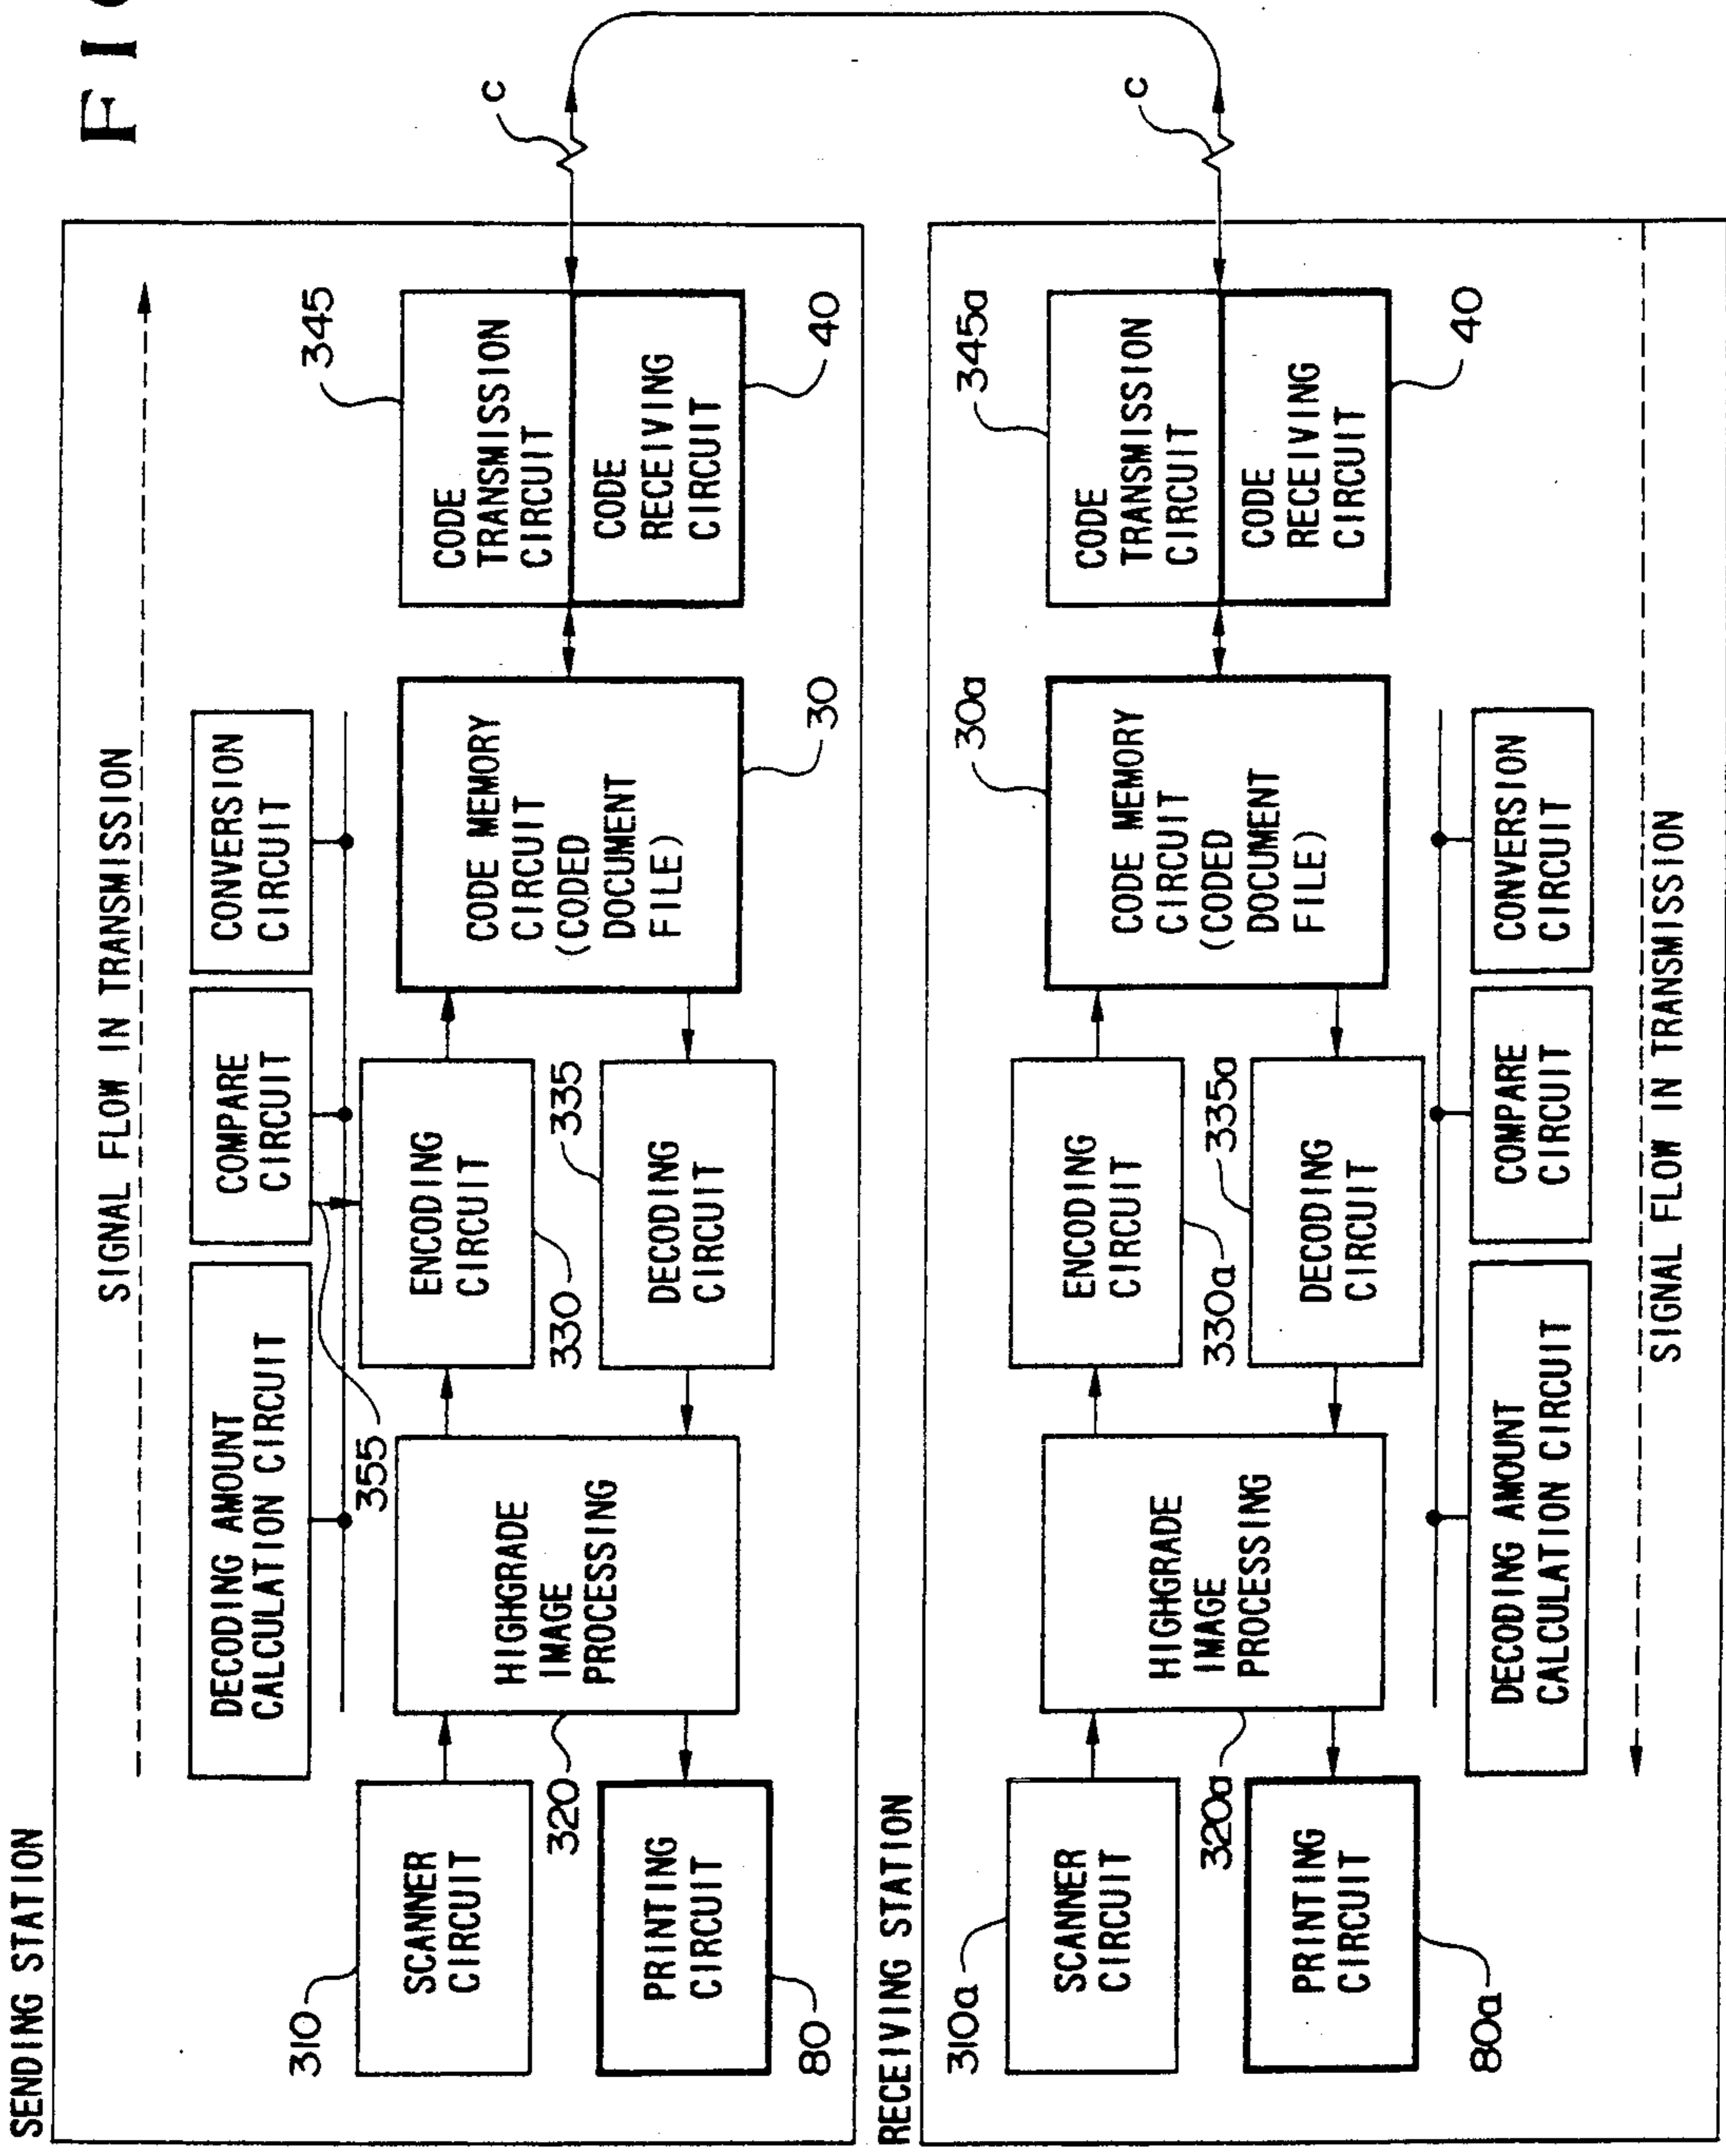 FIG
SENDING STATION
SIGNAL FLOW IN TRANSMISSION
DECODING AMOUNT
CALCULATION CIRCUIT
COMPARE
CIRCUIT
CONVERSION
CIRCUIT
355
345
310
SCANNER
CIRCUIT
320
HIGHGRADE
IMAGE
PROCESSING
ENCODING
CIRCUIT
330
335
DECODING
CIRCUIT
CODE MEMORY
CIRCUIT
(CODED
DOCUMENT
FILE)
30
CODE
TRANSMISSION
CIRCUIT
CODE
RECEIVING
CIRCUIT
40
C
PRINTING
CIRCUIT
80
RECEIVING STATION
310a
SCANNER
CIRCUIT
320a
HIGHGRADE
IMAGE
PROCESSING
ENCODING
CIRCUIT
330a
335a
DECODING
CIRCUIT
30a
CODE MEMORY
CIRCUIT
(CODED
DOCUMENT
FILE)
345a
CODE
TRANSMISSION
CIRCUIT
CODE
RECEIVING
CIRCUIT
40
C
PRINTING
CIRCUIT
80a
DECODING AMOUNT
CALCULATION CIRCUIT
COMPARE
CIRCUIT
CONVERSION
CIRCUIT
SIGNAL FLOW IN TRANSMISSION